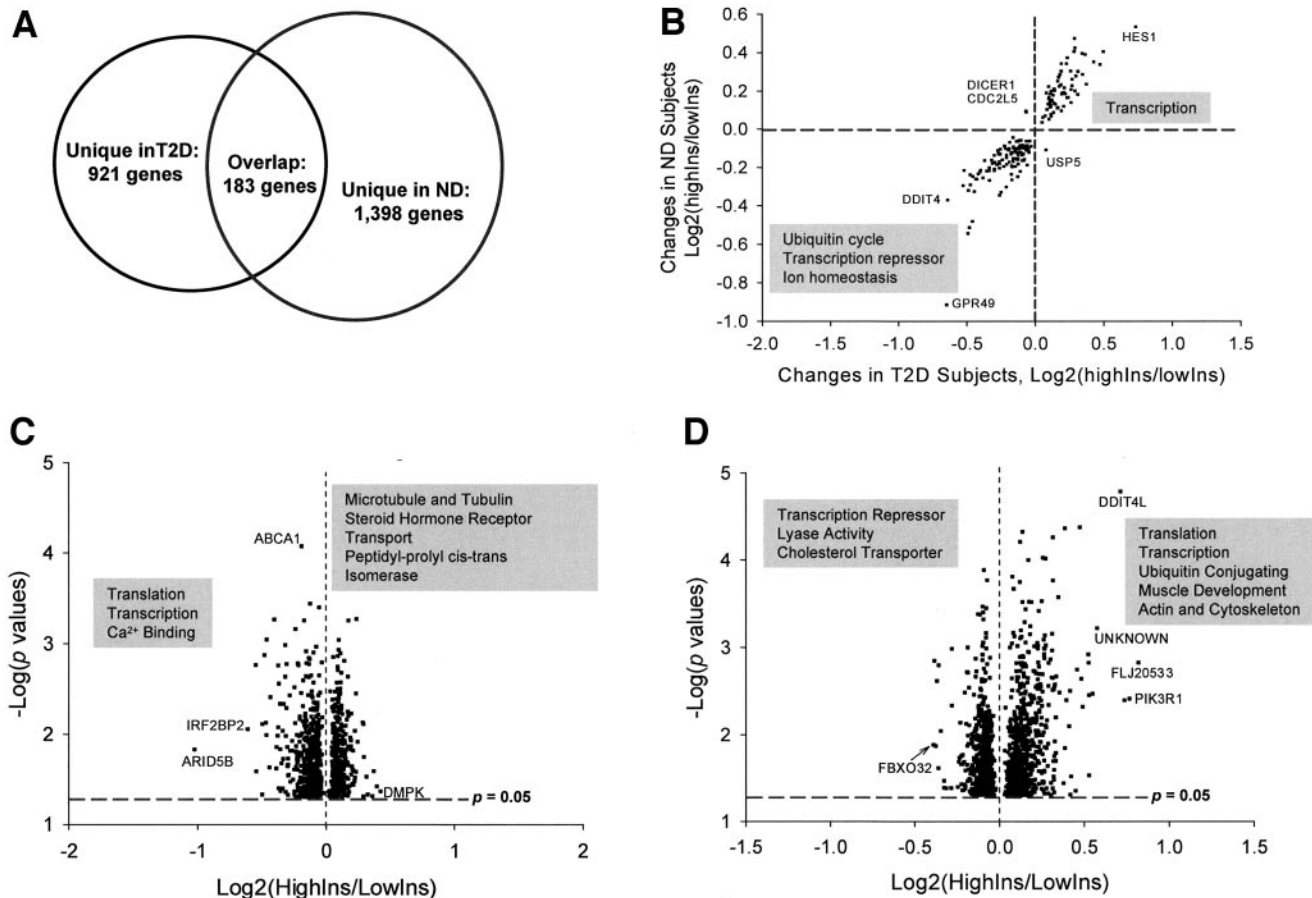 A
Unique inT2D:
921 genes
Overlap:
183 genes
Unique in ND:
1,398 genes
B
Changes in ND Subjects
Log2(highIns/lowIns)
0.6
0.4
0.2
0.0
-0.2
-0.4
-0.6
-0.8
-1.0
HES1
DICER1
CDC2L5
Transcription
USP5
DDIT4
Ubiquitin cycle
Transcription repressor
Ion homeostasis
GPR49
-2.0 -1.5 -1.0 -0.5 0.0 0.5 1.0 1.5
Changes in T2D Subjects, Log2(highIns/lowIns)
C
-Log(p values)
5
4
3
2
1
Microtubule and Tubulin
Steroid Hormone Receptor
Transport
Peptidyl-prolyl cis-trans
Isomerase
ABCA1
Translation
Transcription
Ca²⁺ Binding
IRF2BP2
ARID5B
DMPK
p = 0.05
-2 -1 0 1 2
Log2(HighIns/LowIns)
D
-Log(p values)
5
4
3
2
1
Transcription Repressor
Lyase Activity
Cholesterol Transporter
DDIT4L
Translation
Transcription
Ubiquitin Conjugating
Muscle Development
Actin and Cytoskeleton
UNKNOWN
FLJ20533
PIK3R1
FBXO32
p = 0.05
-1.5 -1.0 -0.5 0.0 0.5 1.0 1.5
Log2(HighIns/LowIns)